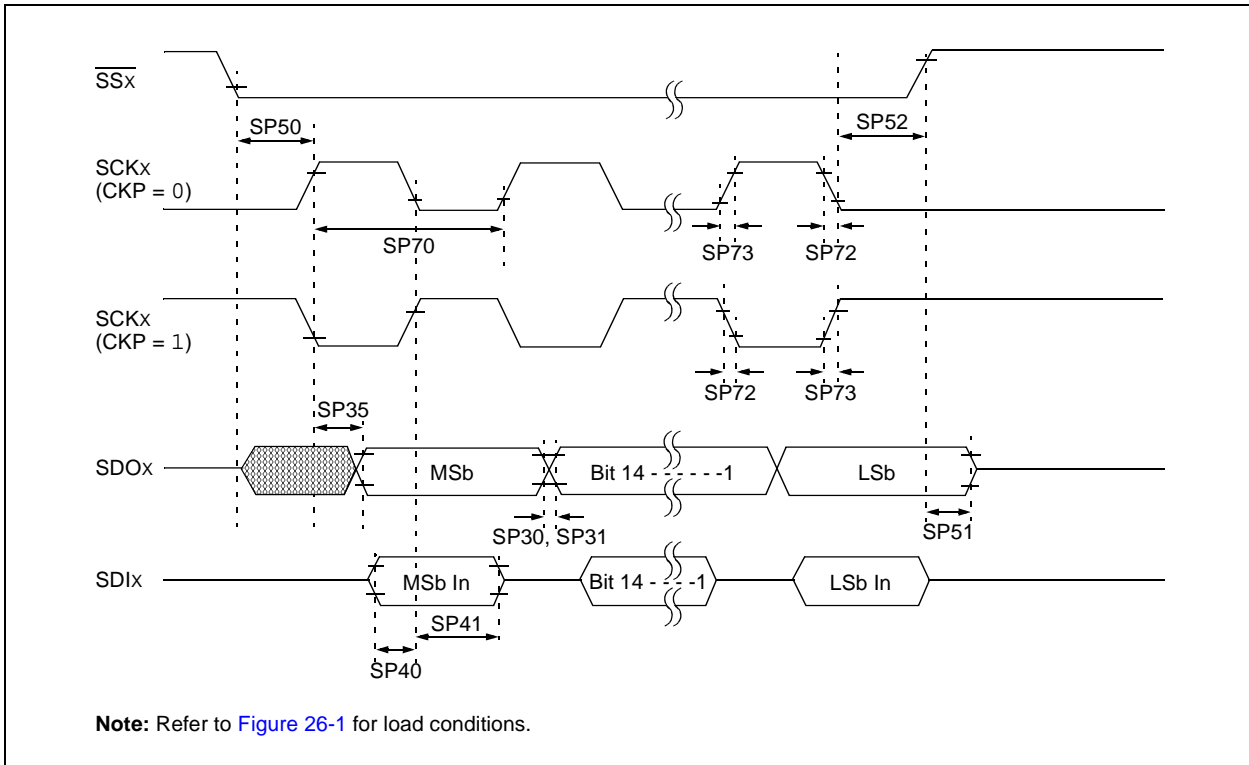 SSx
SP50
SP52
SCKx
(CKP = 0)
SP70
SP73
SP72
SCKx
(CKP = 1)
SP72
SP73
SP35
SDOx
MSb
Bit 14 - - - - - -1
LSb
SP30, SP31
SP51
SDIx
MSb In
Bit 14 - - - -1
LSb In
SP41
SP40
Note: Refer to Figure 26-1 for load conditions.